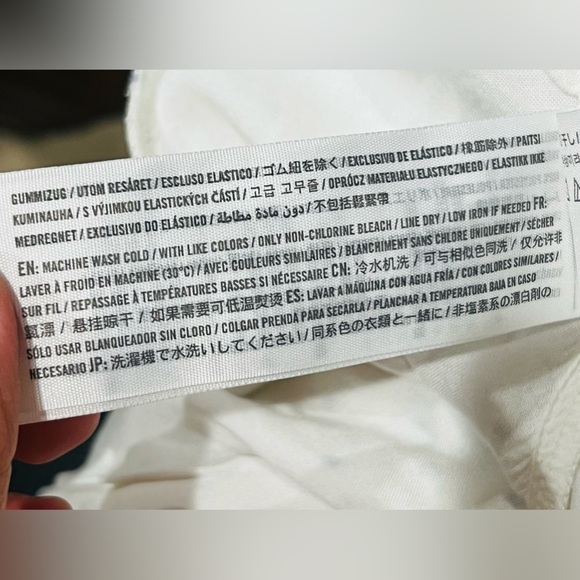 GUMMIZUG / UTOM RESÅRET / ESCLUSO ELASTICO / ゴム紐を除く / EXCLUSIVO DE ELÁSTICO / 橡筋除外 / PAITSI
KUMINAUHA / S VÝJIMKOU ELASTICKÝCH ČÁSTÍ / 고급 고무줄 / OPRÓCZ MATERIAŁU ELASTYCZNEGO / ELASTIKK IKKE
MEDREGNET / EXCLUSIVO DO ELÁSTICO / دون مادة مطاطة / 不包括鬆緊帶
EN: MACHINE WASH COLD / WITH LIKE COLORS / ONLY NON-CHLORINE BLEACH / LINE DRY / LOW IRON IF NEEDED FR:
LAVER À FROID EN MACHINE (30°C) / AVEC COULEURS SIMILAIRES / BLANCHIMENT SANS CHLORE UNIQUEMENT / SÉCHER
SUR FIL / REPASSAGE À TEMPÉRATURES BASSES SI NÉCESSAIRE CN: 冷水机洗 / 可与相似色同洗 / 仅允许非
氯漂 / 悬挂晾干 / 如果需要可低温熨烫 ES: LAVAR A MÁQUINA CON AGUA FRÍA / CON COLORES SIMILARES /
SÓLO USAR BLANQUEADOR SIN CLORO / COLGAR PRENDA PARA SECARLA / PLANCHAR A TEMPERATURA BAJA EN CASO
NECESARIO JP: 洗濯機で水洗いしてください / 同系色の衣類と一緒に / 非塩素系の漂白剤の